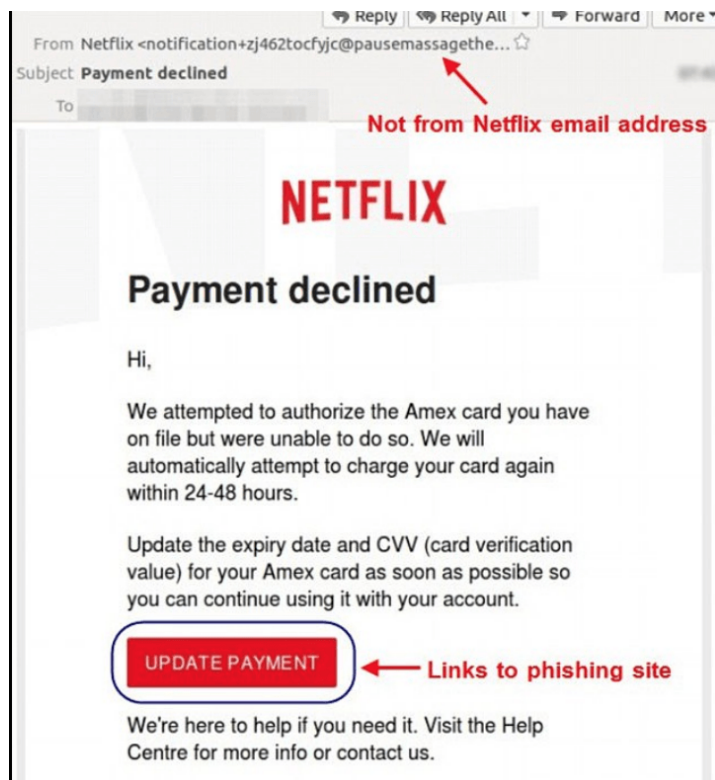 Reply Reply All Forward More
From Netflix <notification+zj462tocfyjc@pausemassagethe...
Subject Payment declined
To
Not from Netflix email address
NETFLIX
Payment declined
Hi,
We attempted to authorize the Amex card you have
on file but were unable to do so. We will
automatically attempt to charge your card again
within 24-48 hours.
Update the expiry date and CVV (card verification
value) for your Amex card as soon as possible so
you can continue using it with your account.
UPDATE PAYMENT
Links to phishing site
We're here to help if you need it. Visit the Help
Centre for more info or contact us.